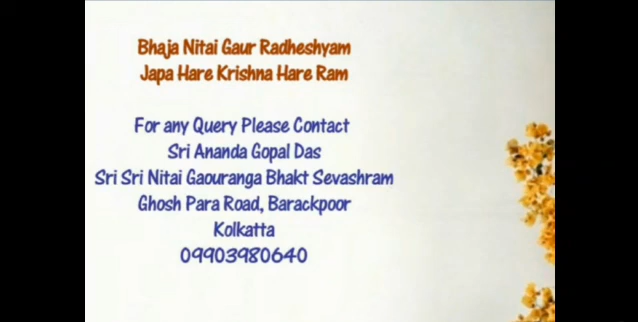 Bhaja Nitai Gaur Radheshyam
Japa Hare Krishna Hare Ram
For any Query Please Contact
Sri Ananda Gopal Das
Sri Sri Nitai Gaouranga Bhakt Sevashram
Ghosh Para Road, Barackpoor
Kolkatta
09903980640